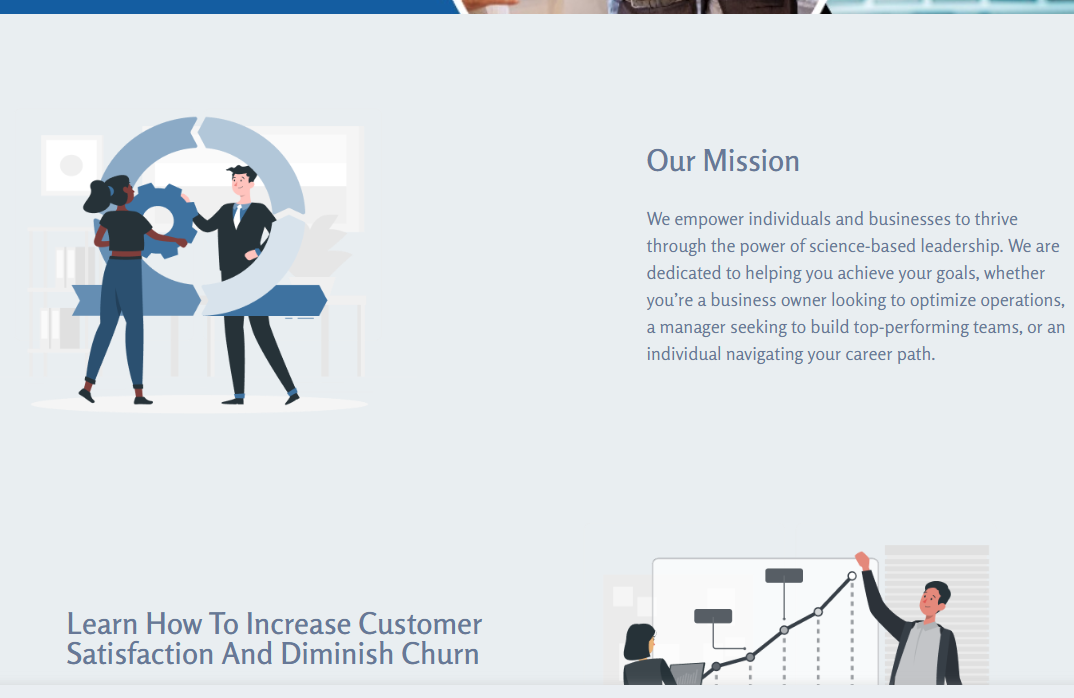 Our Mission
We empower individuals and businesses to thrive
through the power of science-based leadership. We are
dedicated to helping you achieve your goals, whether
you’re a business owner looking to optimize operations,
a manager seeking to build top-performing teams, or an
individual navigating your career path.
Learn How To Increase Customer
Satisfaction And Diminish Churn